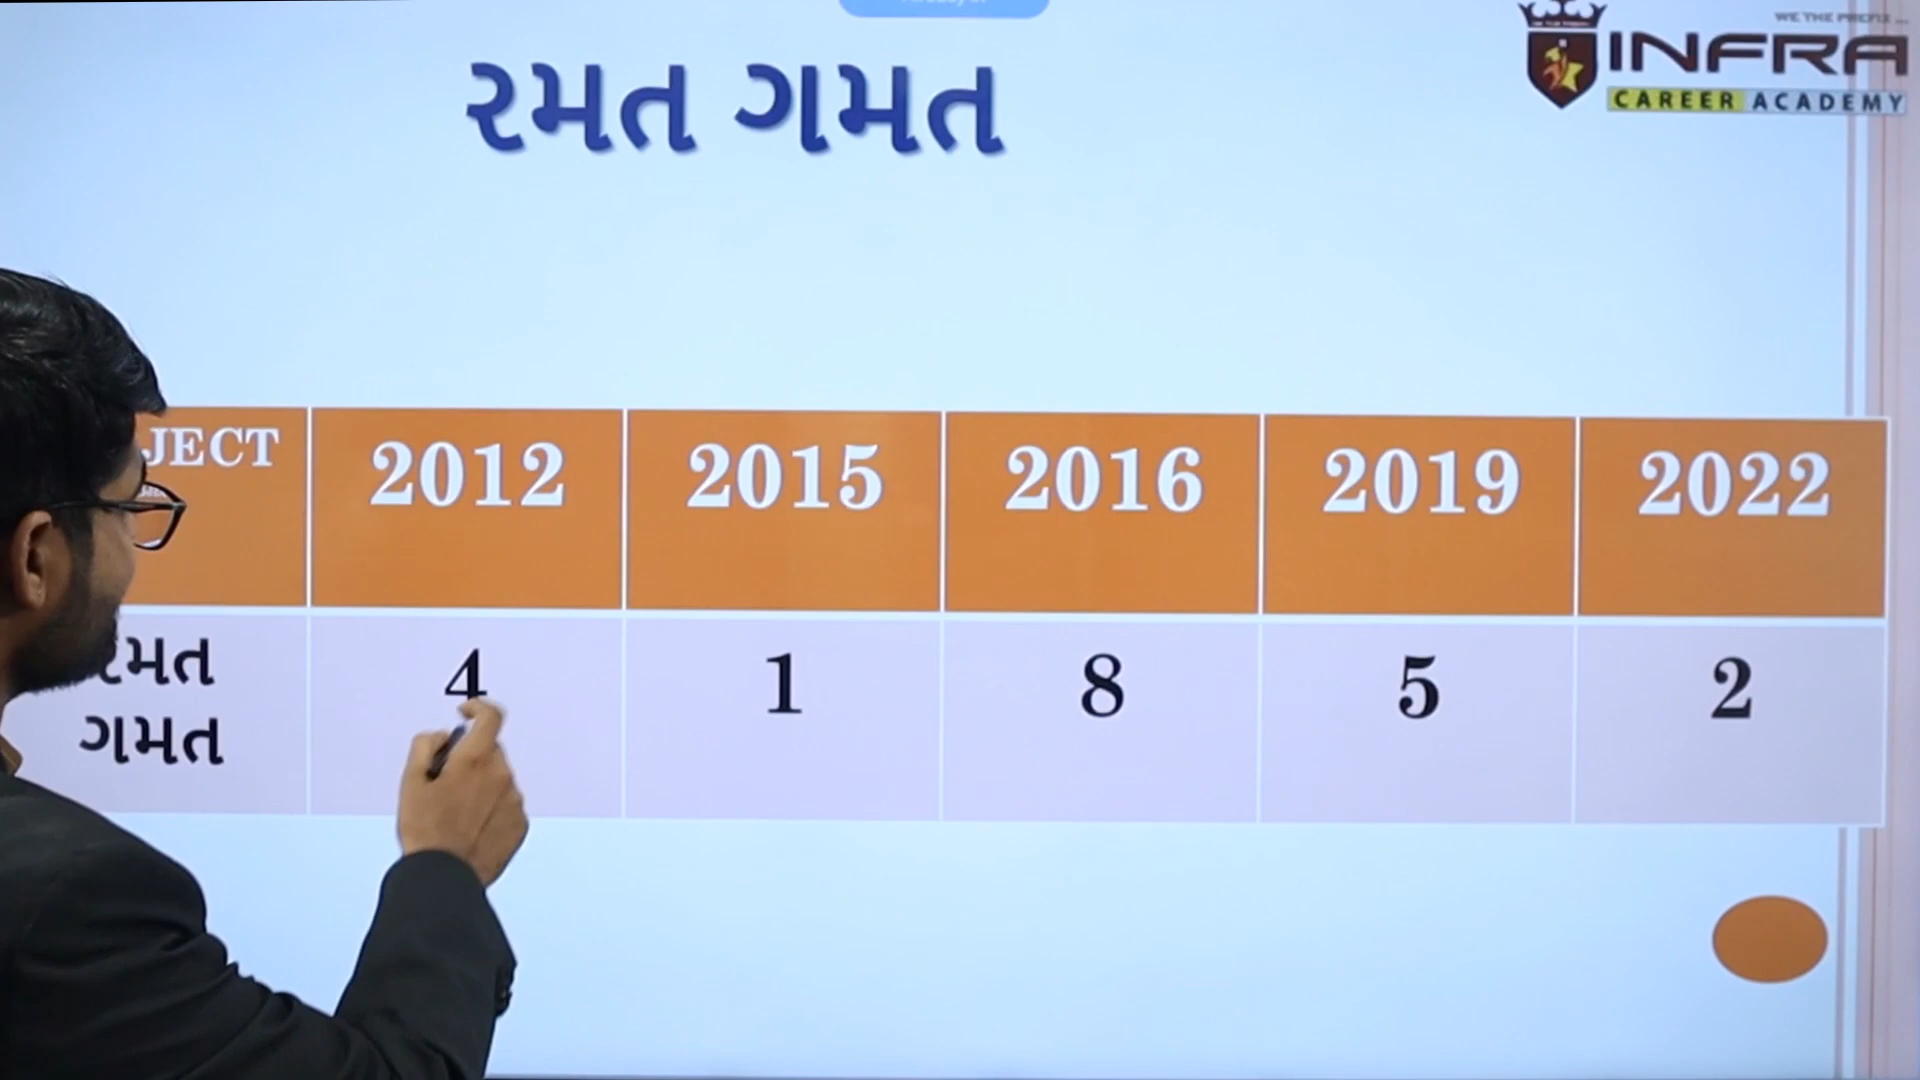 WE THE PREFIX ...
INFRA
CAREER ACADEMY
રમત ગમત
JECT 2012 2015 2016 2019 2022
રમત 4 1 8 5 2
ગમત